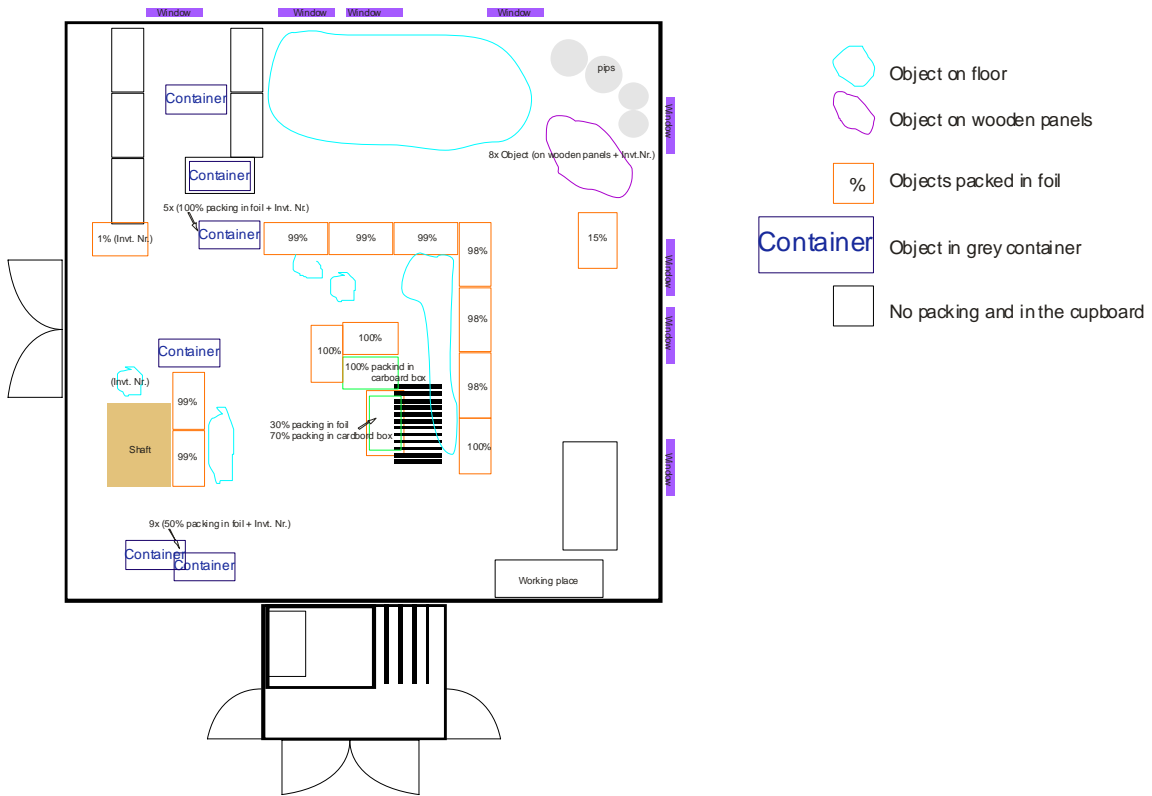 Window
Window
Window
Window
pips
Container
Window
8x Object (on wooden panels + Invt.Nr.)
Container
5x (100% packing in foil + Invt. Nr.)
1% (Invt. Nr.)
Container
99%
99%
99%
98%
15%
Window
98%
Window
100%
100%
Container
100% packind in
carboard box
98%
(Invt. Nr.)
99%
30% packing in foil
70% packing in cardbord box
Shaft
99%
100%
Window
9x (50% packing in foil + Invt. Nr.)
Container
Container
Working place
Object on floor
Object on wooden panels
% Objects packed in foil
Container Object in grey container
No packing and in the cupboard